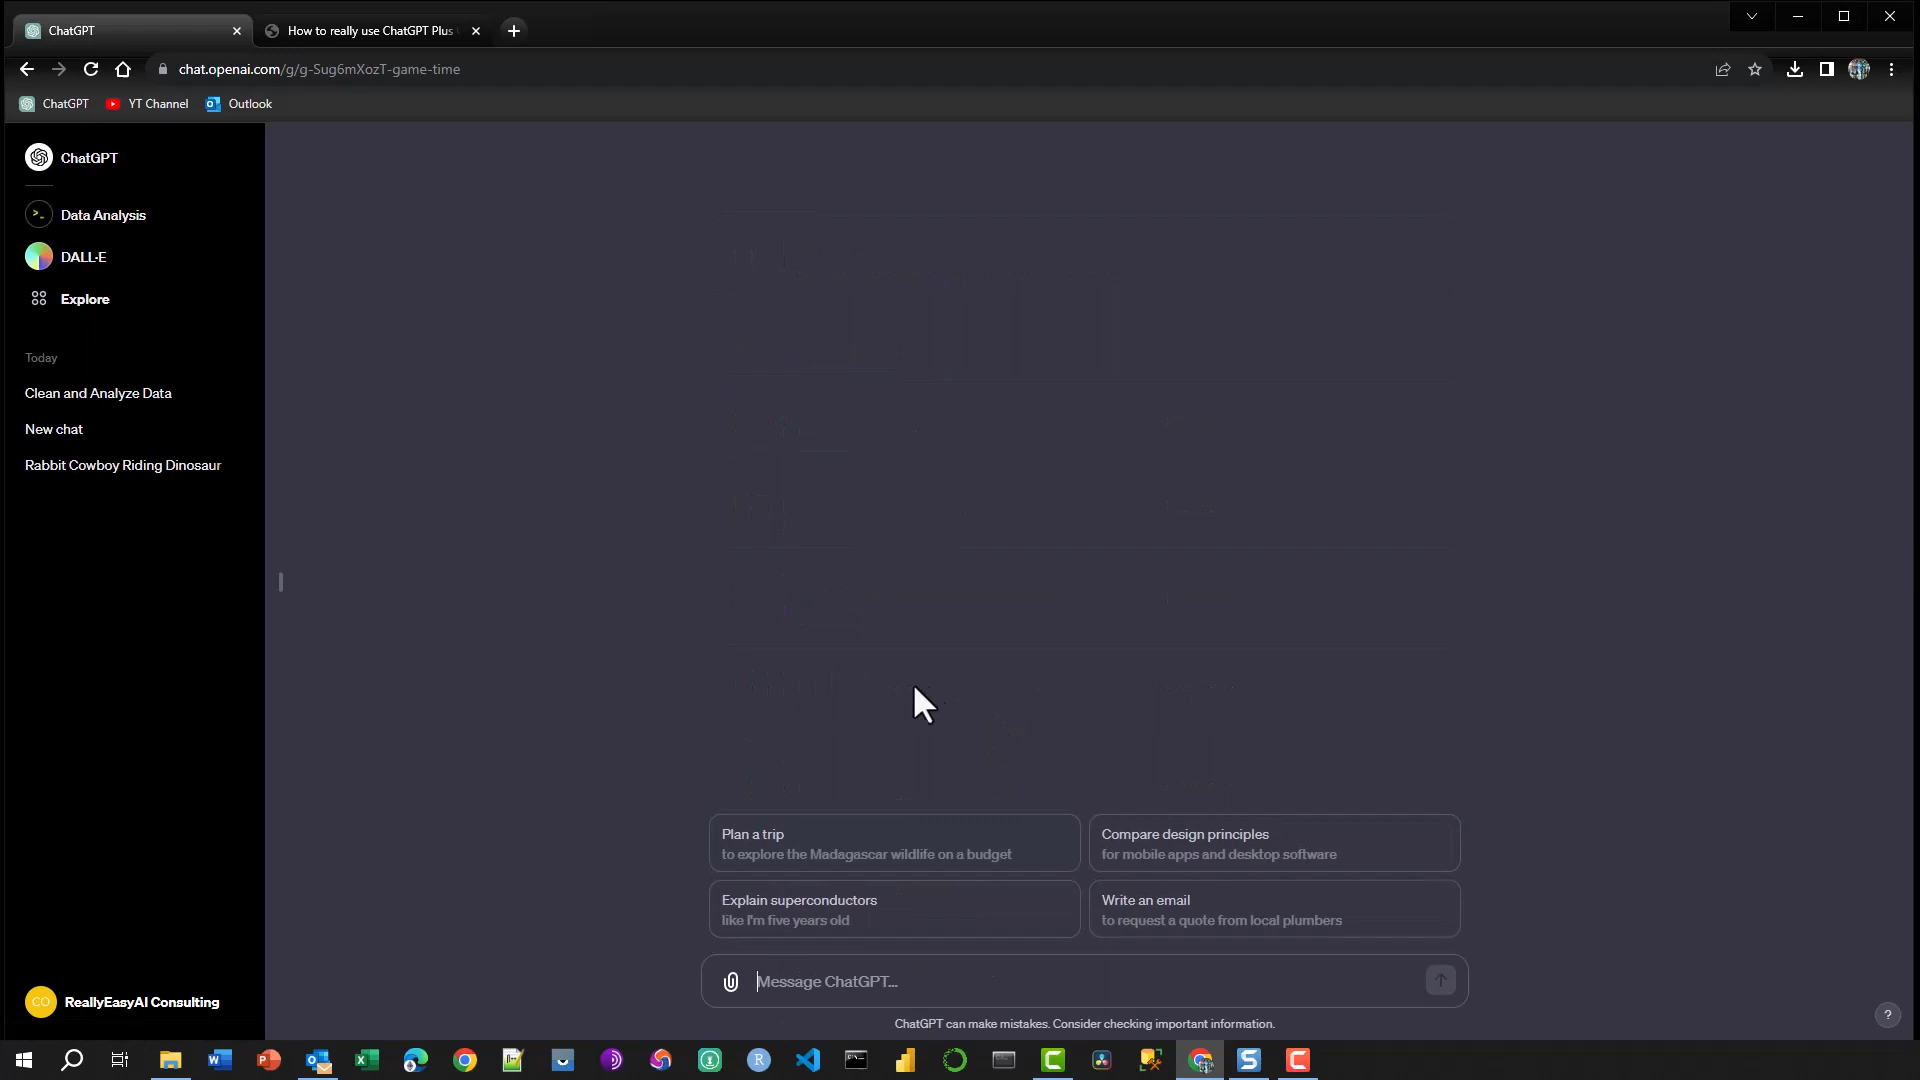 ChatGPT
How to really use ChatGPT Plus
chat.openai.com/g/g-Sug6mXozT-game-time
ChatGPT
YT Channel
Outlook
ChatGPT
Data Analysis
DALL·E
Explore
Today
Clean and Analyze Data
New chat
Rabbit Cowboy Riding Dinosaur
Plan a trip
to explore the Madagascar wildlife on a budget
Compare design principles
for mobile apps and desktop software
Explain superconductors
like I'm five years old
Write an email
to request a quote from local plumbers
Message ChatGPT...
CO
ReallyEasyAI Consulting
ChatGPT can make mistakes. Consider checking important information.
?